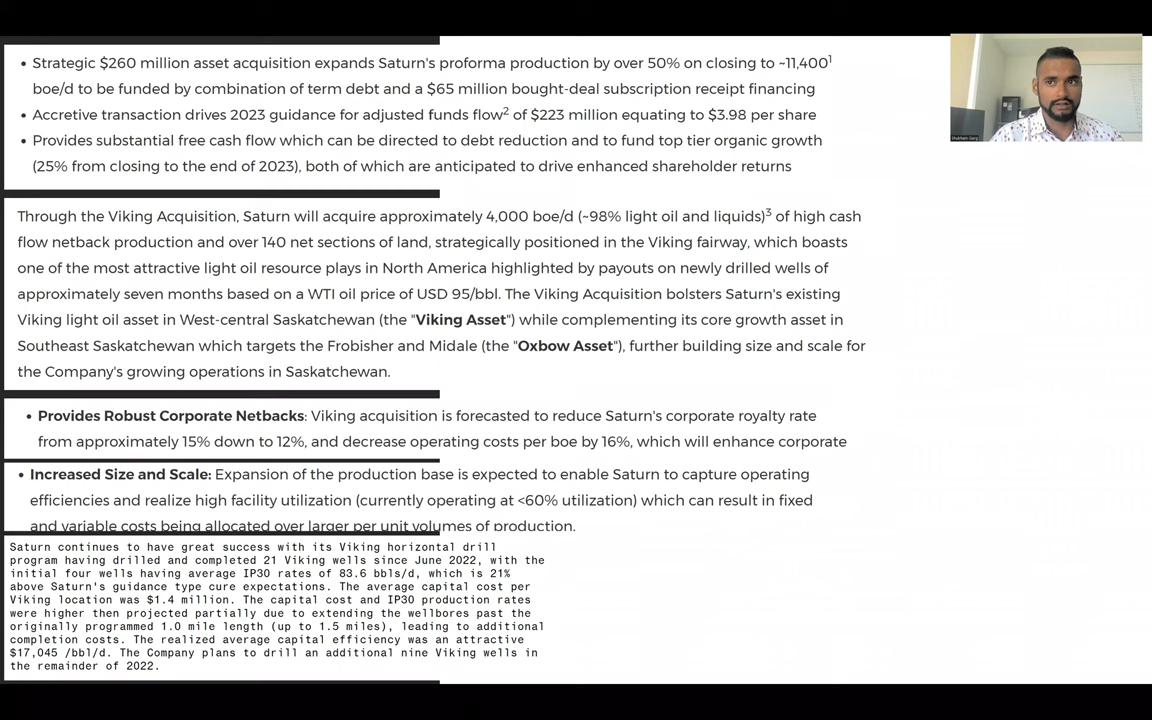 • Strategic $260 million asset acquisition expands Saturn's proforma production by over 50% on closing to ~11,400¹
boe/d to be funded by combination of term debt and a $65 million bought-deal subscription receipt financing
• Accretive transaction drives 2023 guidance for adjusted funds flow² of $223 million equating to $3.98 per share
• Provides substantial free cash flow which can be directed to debt reduction and to fund top tier organic growth
(25% from closing to the end of 2023), both of which are anticipated to drive enhanced shareholder returns
Through the Viking Acquisition, Saturn will acquire approximately 4,000 boe/d (~98% light oil and liquids)³ of high cash
flow netback production and over 140 net sections of land, strategically positioned in the Viking fairway, which boasts
one of the most attractive light oil resource plays in North America highlighted by payouts on newly drilled wells of
approximately seven months based on a WTI oil price of USD 95/bbl. The Viking Acquisition bolsters Saturn's existing
Viking light oil asset in West-central Saskatchewan (the "Viking Asset") while complementing its core growth asset in
Southeast Saskatchewan which targets the Frobisher and Midale (the "Oxbow Asset"), further building size and scale for
the Company's growing operations in Saskatchewan.
• Provides Robust Corporate Netbacks: Viking acquisition is forecasted to reduce Saturn's corporate royalty rate
from approximately 15% down to 12%, and decrease operating costs per boe by 16%, which will enhance corporate
• Increased Size and Scale: Expansion of the production base is expected to enable Saturn to capture operating
efficiencies and realize high facility utilization (currently operating at <60% utilization) which can result in fixed
and variable costs being allocated over larger per unit volumes of production.
Saturn continues to have great success with its Viking horizontal drill
program having drilled and completed 21 Viking wells since June 2022, with the
initial four wells having average IP30 rates of 83.6 bbls/d, which is 21%
above Saturn's guidance type cure expectations. The average capital cost per
Viking location was $1.4 million. The capital cost and IP30 production rates
were higher then projected partially due to extending the wellbores past the
originally programmed 1.0 mile length (up to 1.5 miles), leading to additional
completion costs. The realized average capital efficiency was an attractive
$17,045 /bbl/d. The Company plans to drill an additional nine Viking wells in
the remainder of 2022.